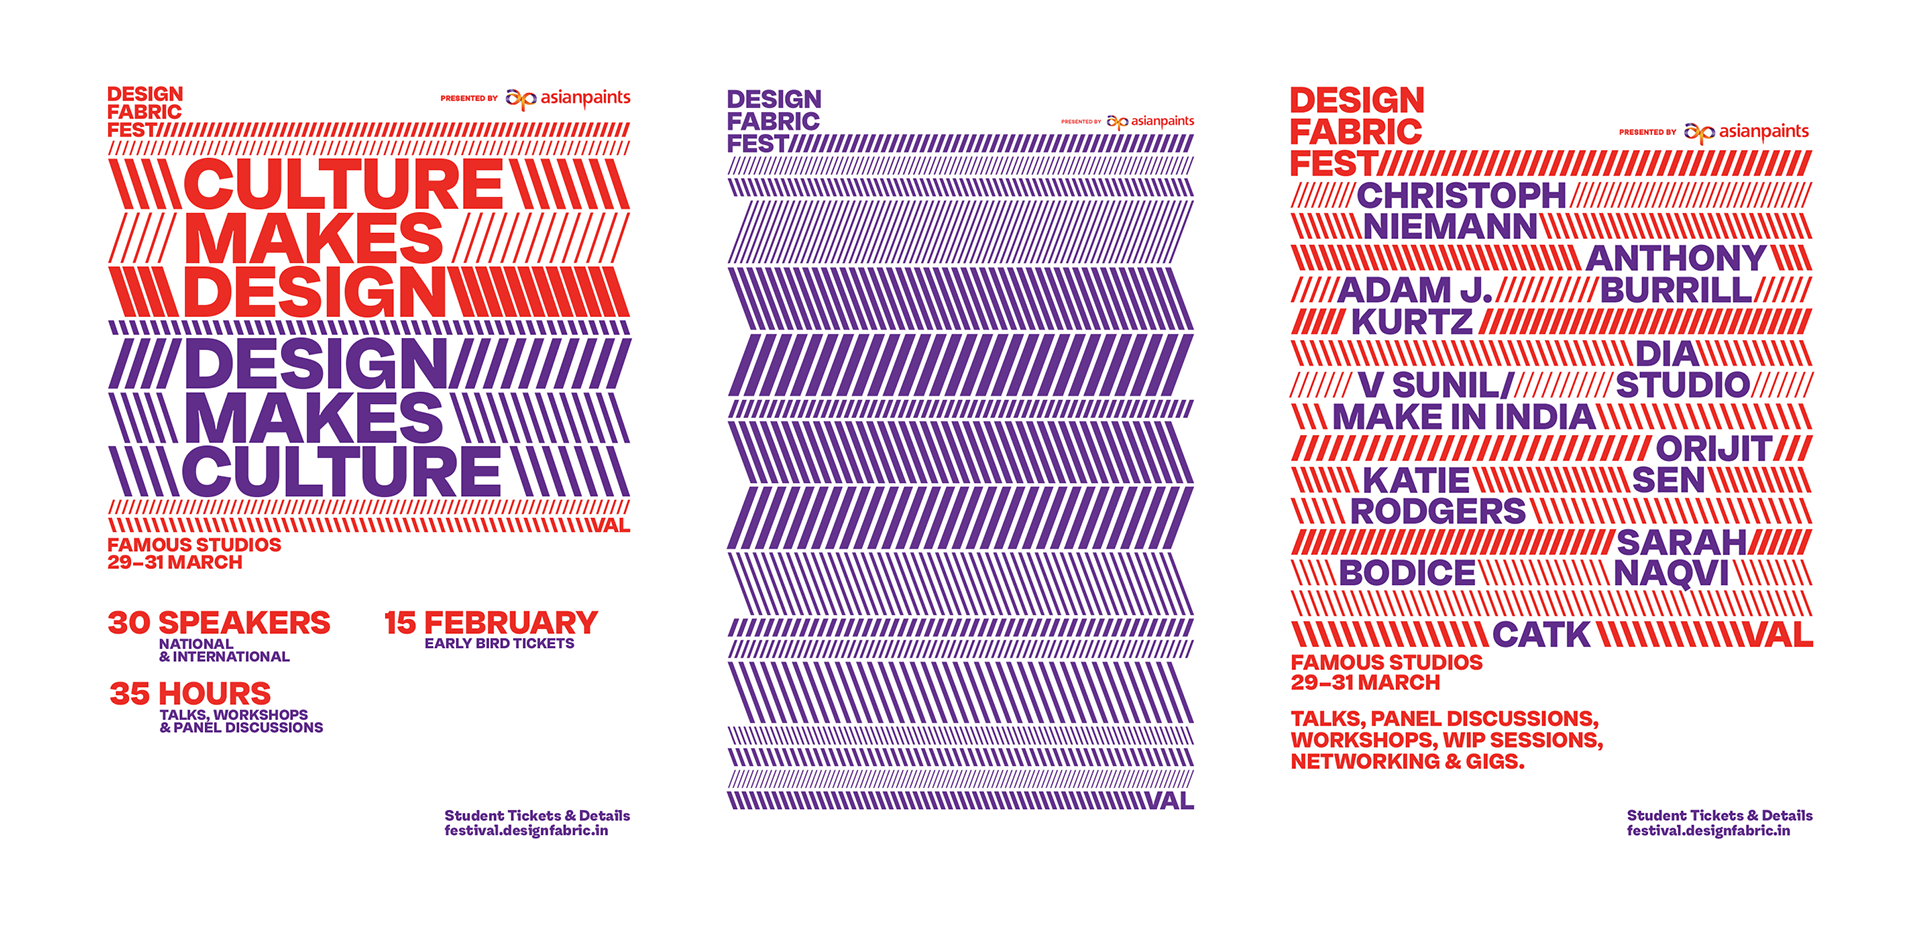 DESIGN
FABRIC
FEST
PRESENTED BY asianpaints
CULTURE
MAKES
DESIGN
DESIGN
MAKES
CULTURE
VAL
FAMOUS STUDIOS
29–31 MARCH
30 SPEAKERS
NATIONAL
& INTERNATIONAL
15 FEBRUARY
EARLY BIRD TICKETS
35 HOURS
TALKS, WORKSHOPS
& PANEL DISCUSSIONS
Student Tickets & Details
festival.designfabric.in
DESIGN
FABRIC
FEST
PRESENTED BY asianpaints
VAL
DESIGN
FABRIC
FEST
PRESENTED BY asianpaints
CHRISTOPH
NIEMANN
ANTHONY
BURRILL
ADAM J.
KURTZ
DIA
STUDIO
V SUNIL/
MAKE IN INDIA
ORIJIT
SEN
KATIE
RODGERS
SARAH
NAQVI
BODICE
CATK
VAL
FAMOUS STUDIOS
29–31 MARCH
TALKS, PANEL DISCUSSIONS,
WORKSHOPS, WIP SESSIONS,
NETWORKING & GIGS.
Student Tickets & Details
festival.designfabric.in